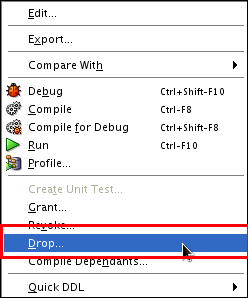 Edit...
Export...
Compare With
Debug Ctrl+Shift-F10
Compile Ctrl-F8
Compile for Debug Ctrl+Shift+F8
Run Ctrl-F10
Profile...
Create Unit Test...
Grant...
Revoke...
Drop...
Compile Dependants...
Quick DDL